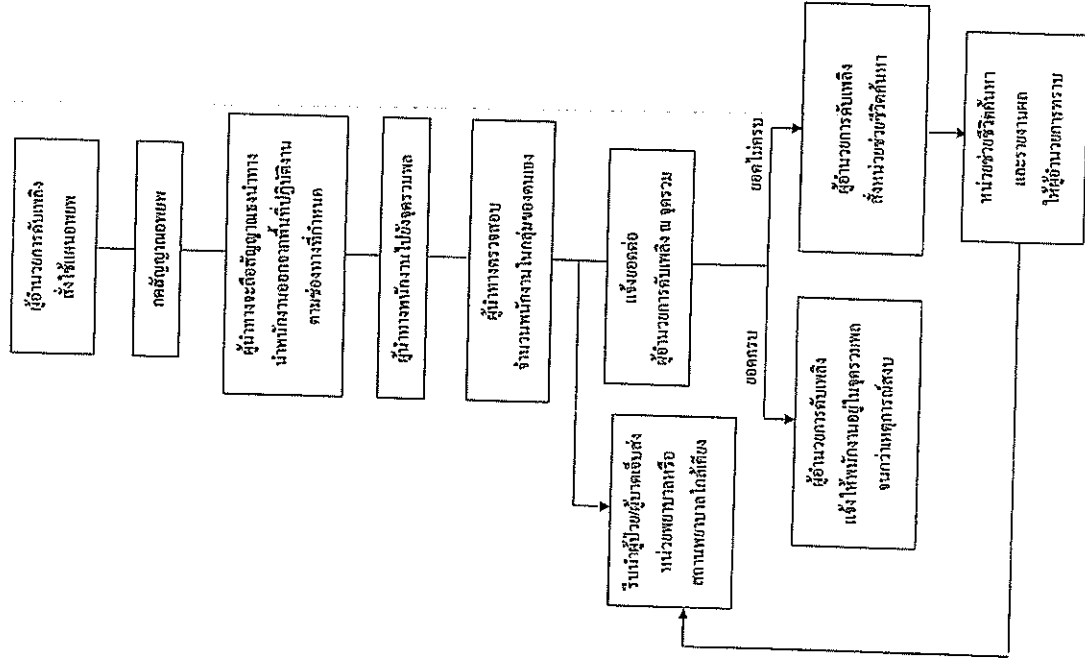 ผู้อำนวยการดับเพลิง
สั่งใช้แผนอพยพ
กดสัญญาณอพยพ
ผู้นำทางจะถือสัญญาณธงนำทาง
นำพนักงานออกจากพื้นที่ปฏิบัติงาน
ตามช่องทางที่กำหนด
ผู้นำทางพนักงานไปยังจุดรวมพล
ผู้นำทางตรวจสอบ
จำนวนพนักงานในกลุ่มของตนเอง
แจ้งยอดต่อ
ผู้อำนวยการดับเพลิง ณ จุดรวม
รีบนำผู้ป่วย/ผู้บาดเจ็บส่ง
หน่วยพยาบาลหรือ
สถานพยาบาลใกล้เคียง
ยอดครบ
ยอดไม่ครบ
ผู้อำนวยการดับเพลิง
แจ้งให้พนักงานอยู่ในจุดรวมพล
จนกว่าเหตุการณ์สงบ
ผู้อำนวยการดับเพลิง
สั่งหน่วยช่วยชีวิตค้นหา
หน่วยช่วยชีวิตค้นหา
และรายงานผล
ให้ผู้อำนวยการทราบ